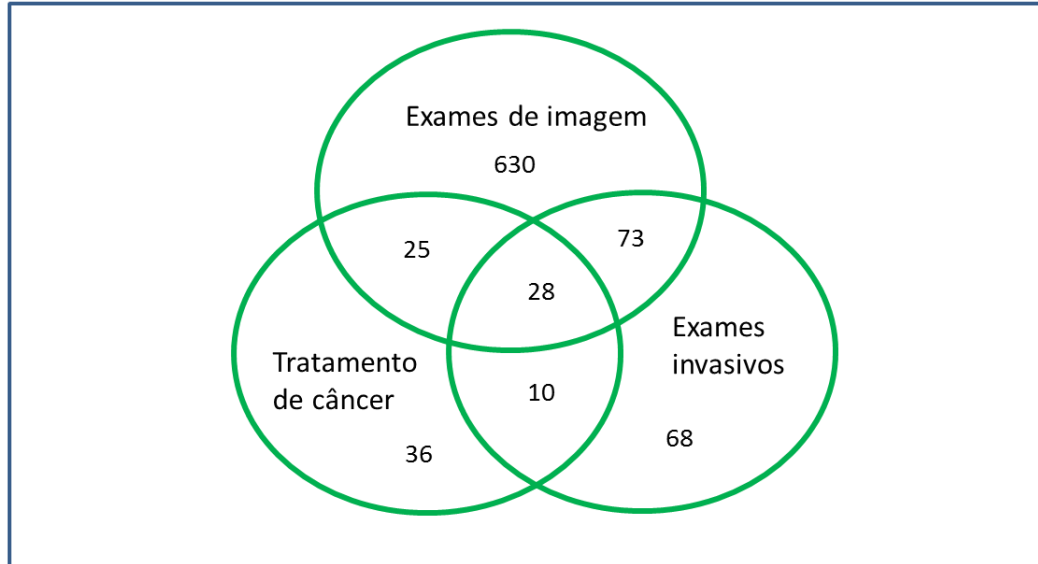 Exames de imagem
630
25
73
28
Tratamento
de câncer
36
10
Exames
invasivos
68